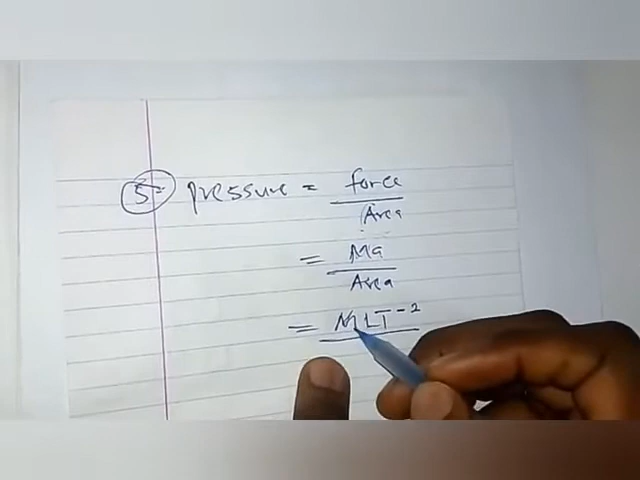 5 pressure = force
Area
= Ma
Area
= MLT⁻²